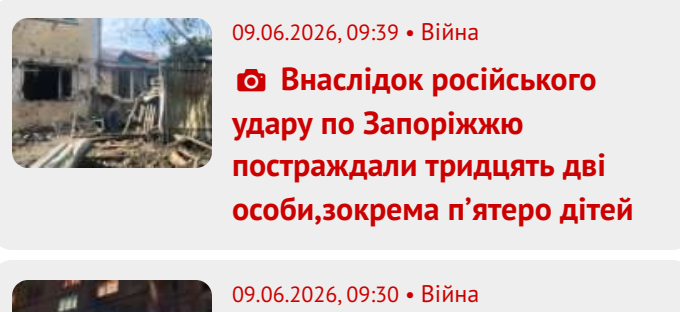 09.06.2026, 09:39 • Війна
Внаслідок російського
удару по Запоріжжю
постраждали тридцять дві
особи,зокрема п’ятеро дітей
09.06.2026, 09:30 • Війна